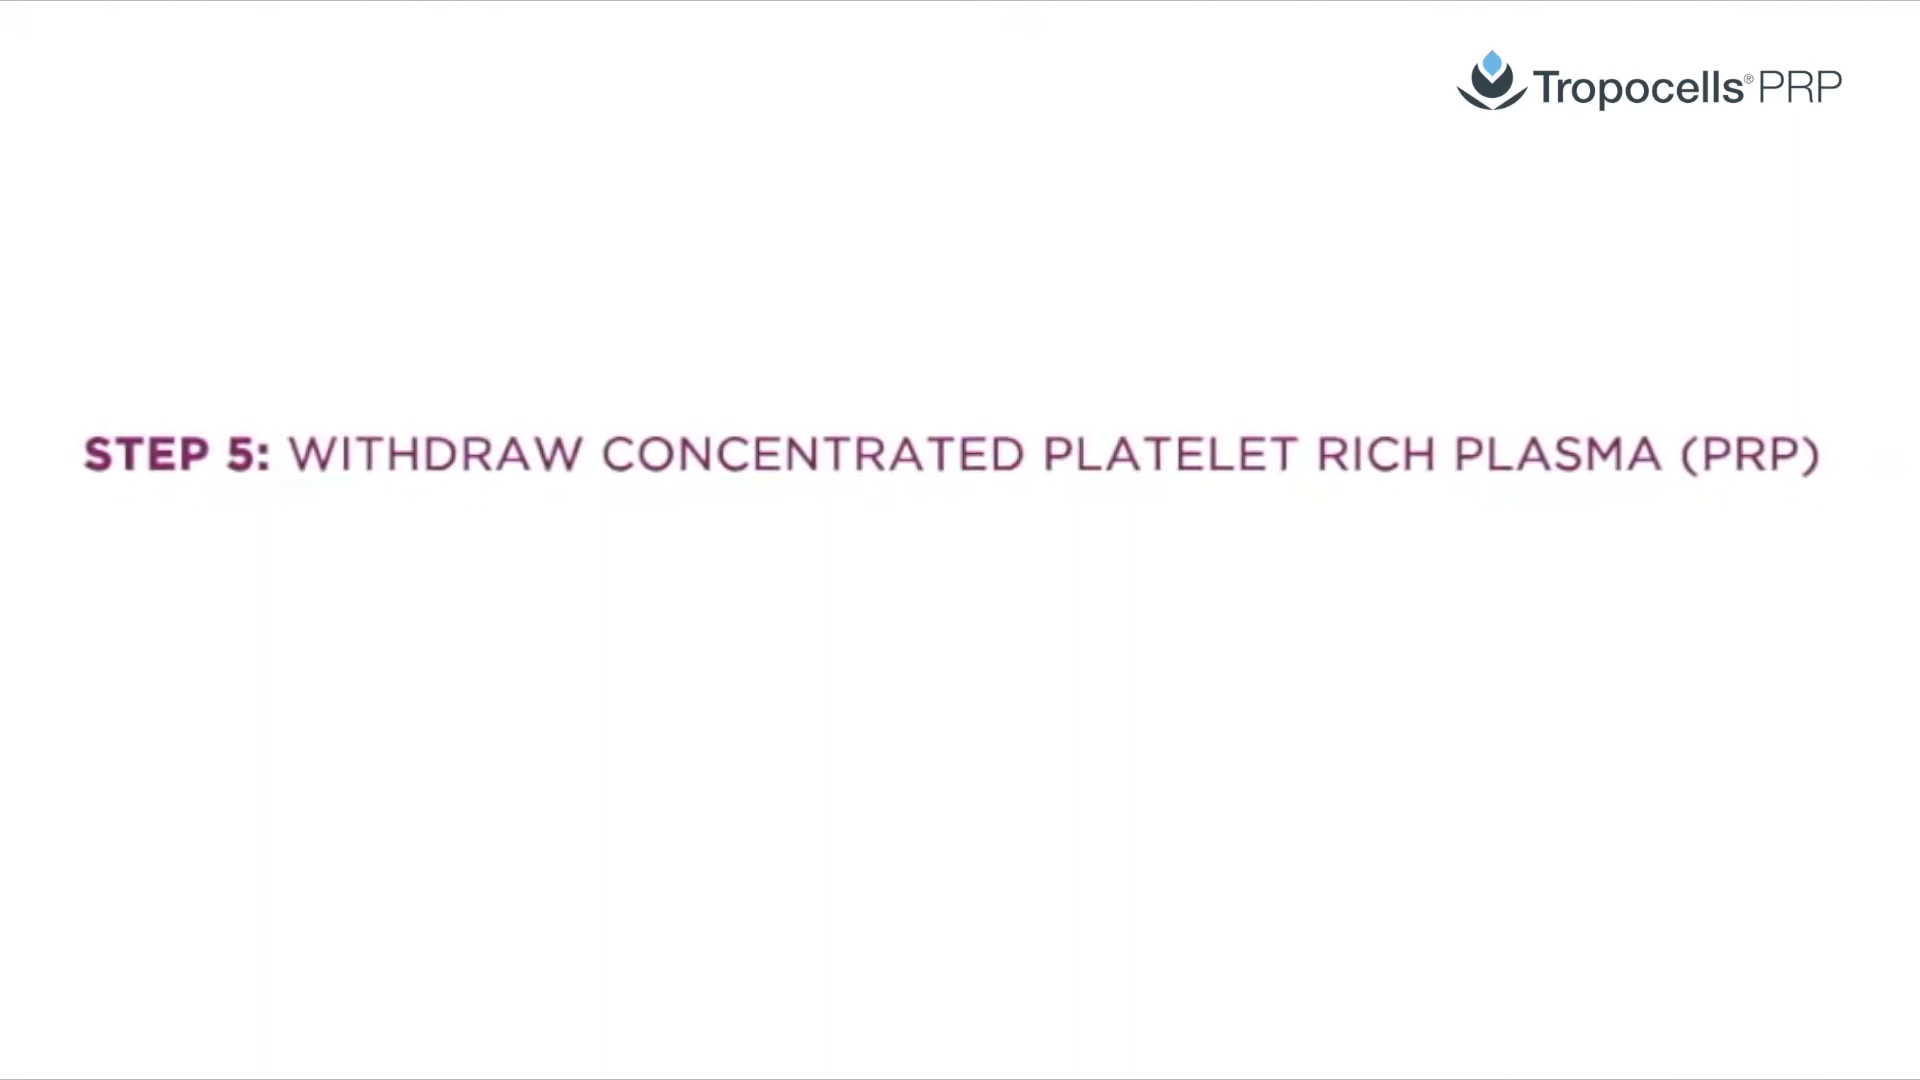 Tropocells® PRP
STEP 5: WITHDRAW CONCENTRATED PLATELET RICH PLASMA (PRP)